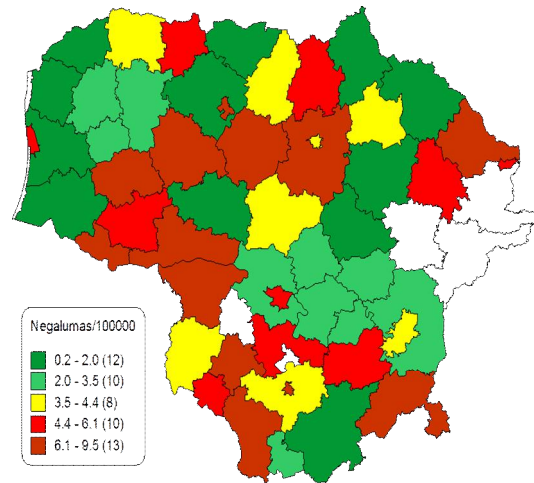 Negalumas/100000
0.2 - 2.0 (12)
2.0 - 3.5 (10)
3.5 - 4.4 (8)
4.4 - 6.1 (10)
6.1 - 9.5 (13)